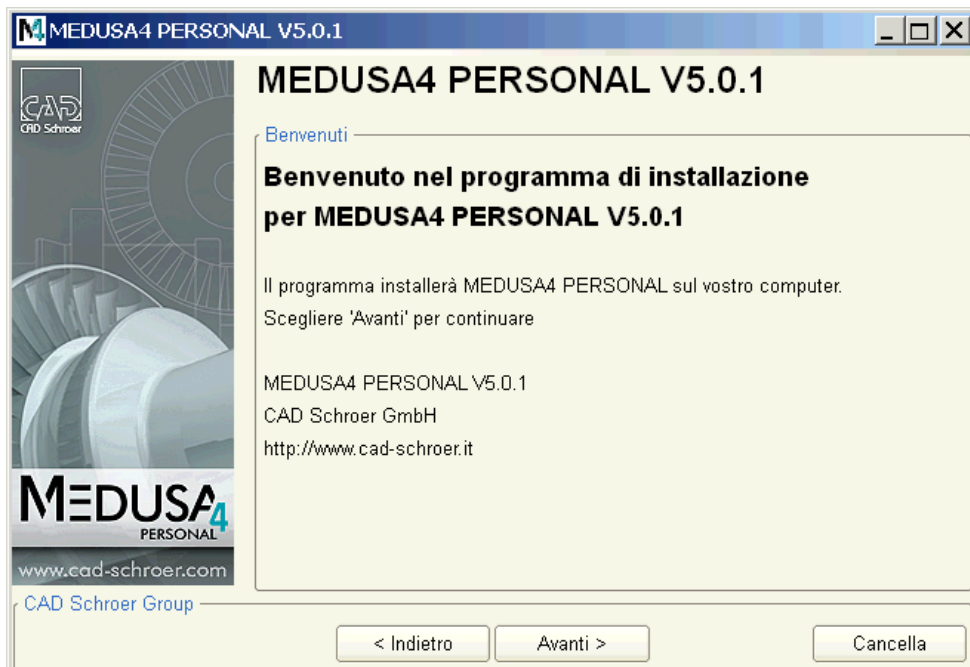 MEDUSA4 PERSONAL V5.0.1
CAD
CAD Schroer
MEDUSA4 PERSONAL V5.0.1
Benvenuti
Benvenuto nel programma di installazione
per MEDUSA4 PERSONAL V5.0.1
Il programma installerà MEDUSA4 PERSONAL sul vostro computer.
Scegliere 'Avanti' per continuare
MEDUSA4 PERSONAL V5.0.1
CAD Schroer GmbH
http://www.cad-schroer.it
MEDUSA4
PERSONAL
www.cad-schroer.com
CAD Schroer Group
< Indietro
Avanti >
Cancella